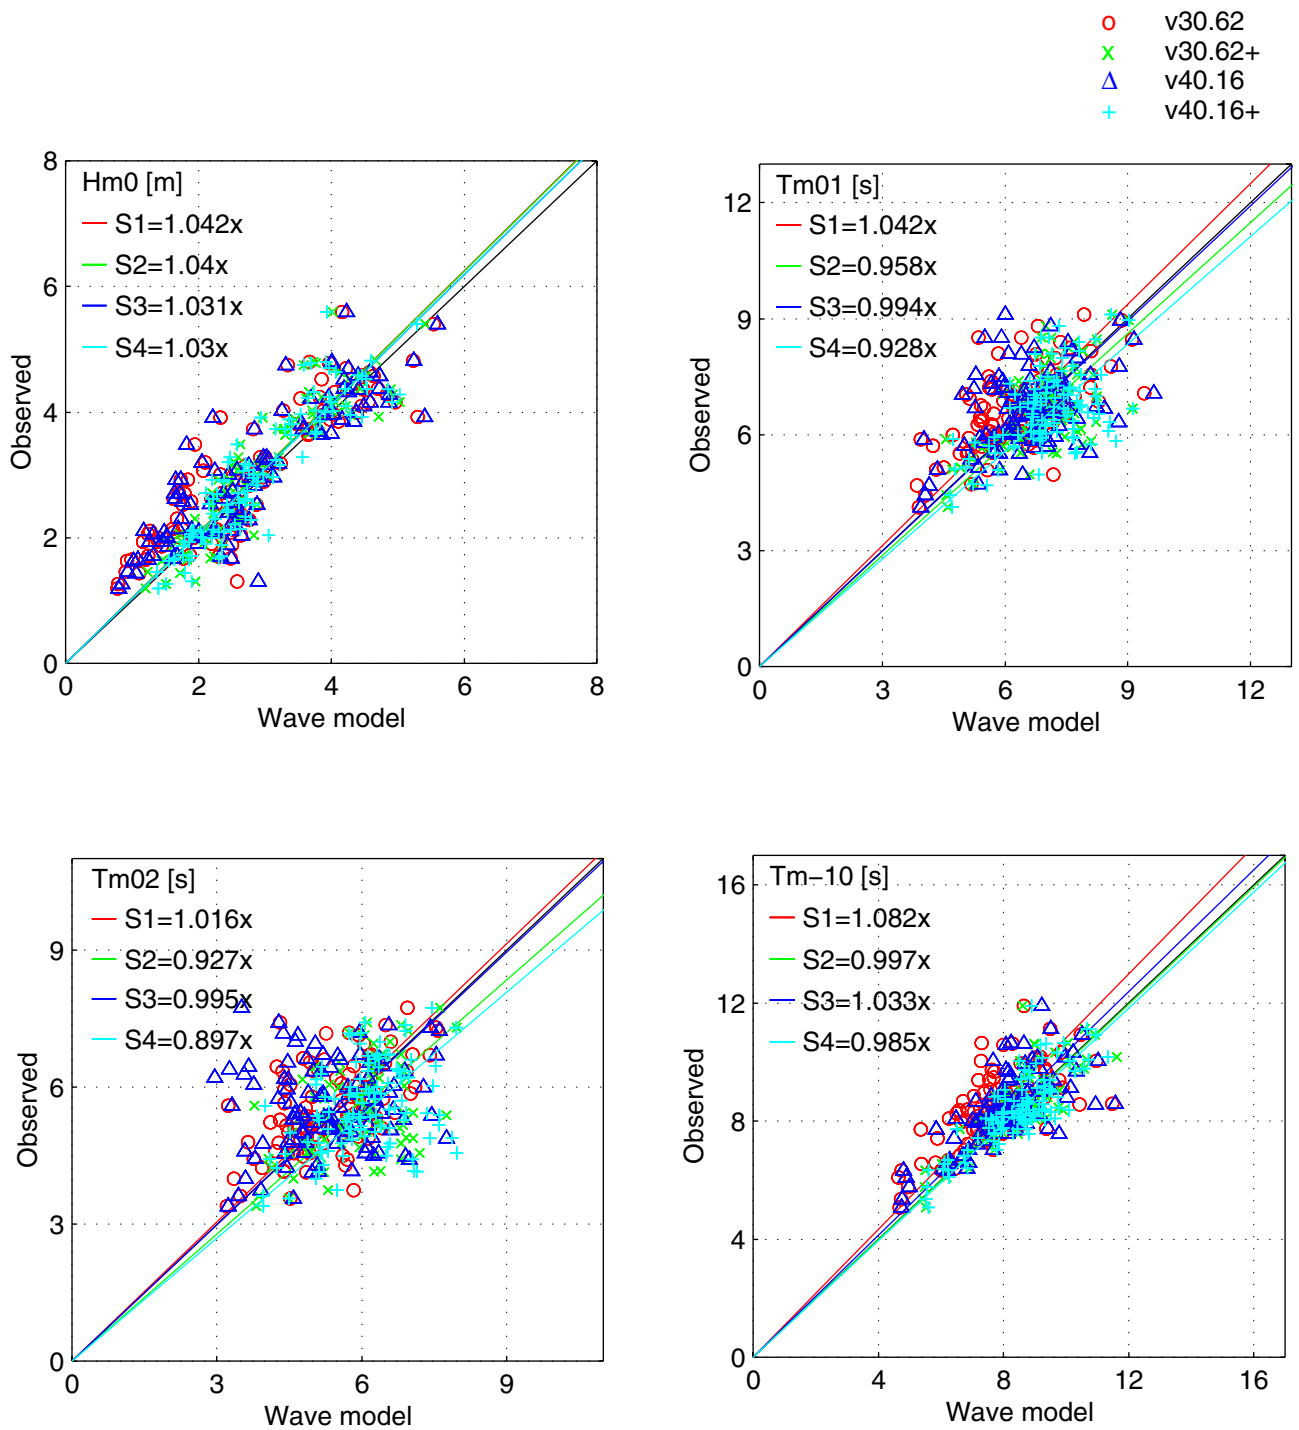 v30.62
v30.62+
v40.16
v40.16+
Hm0 [m]
S1=1.042x
S2=1.04x
S3=1.031x
S4=1.03x
8
6
4
2
0
0 2 4 6 8
Observed
Wave model
Tm01 [s]
S1=1.042x
S2=0.958x
S3=0.994x
S4=0.928x
12
9
6
3
0
0 3 6 9 12
Observed
Wave model
Tm02 [s]
S1=1.016x
S2=0.927x
S3=0.995x
S4=0.897x
9
6
3
0
0 3 6 9
Observed
Wave model
Tm−10 [s]
S1=1.082x
S2=0.997x
S3=1.033x
S4=0.985x
16
12
8
4
0
0 4 8 12 16
Observed
Wave model